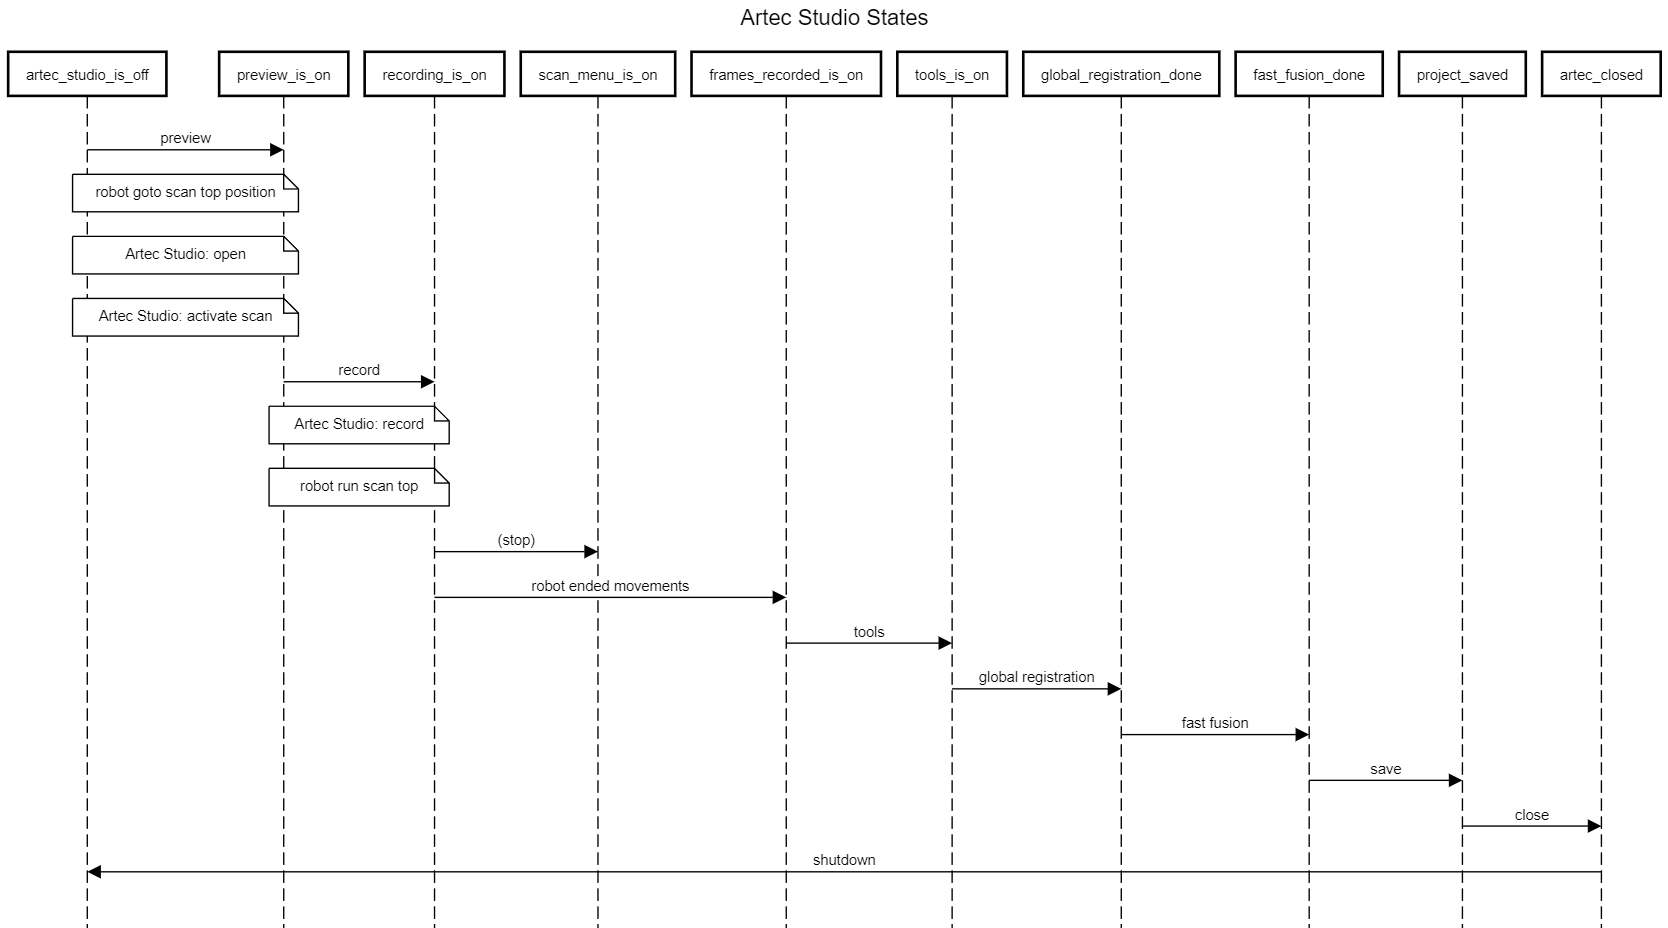 Artec Studio States
artec_studio_is_off
preview_is_on
recording_is_on
scan_menu_is_on
frames_recorded_is_on
tools_is_on
global_registration_done
fast_fusion_done
project_saved
artec_closed
preview
robot goto scan top position
Artec Studio: open
Artec Studio: activate scan
record
Artec Studio: record
robot run scan top
(stop)
robot ended movements
tools
global registration
fast fusion
save
close
shutdown